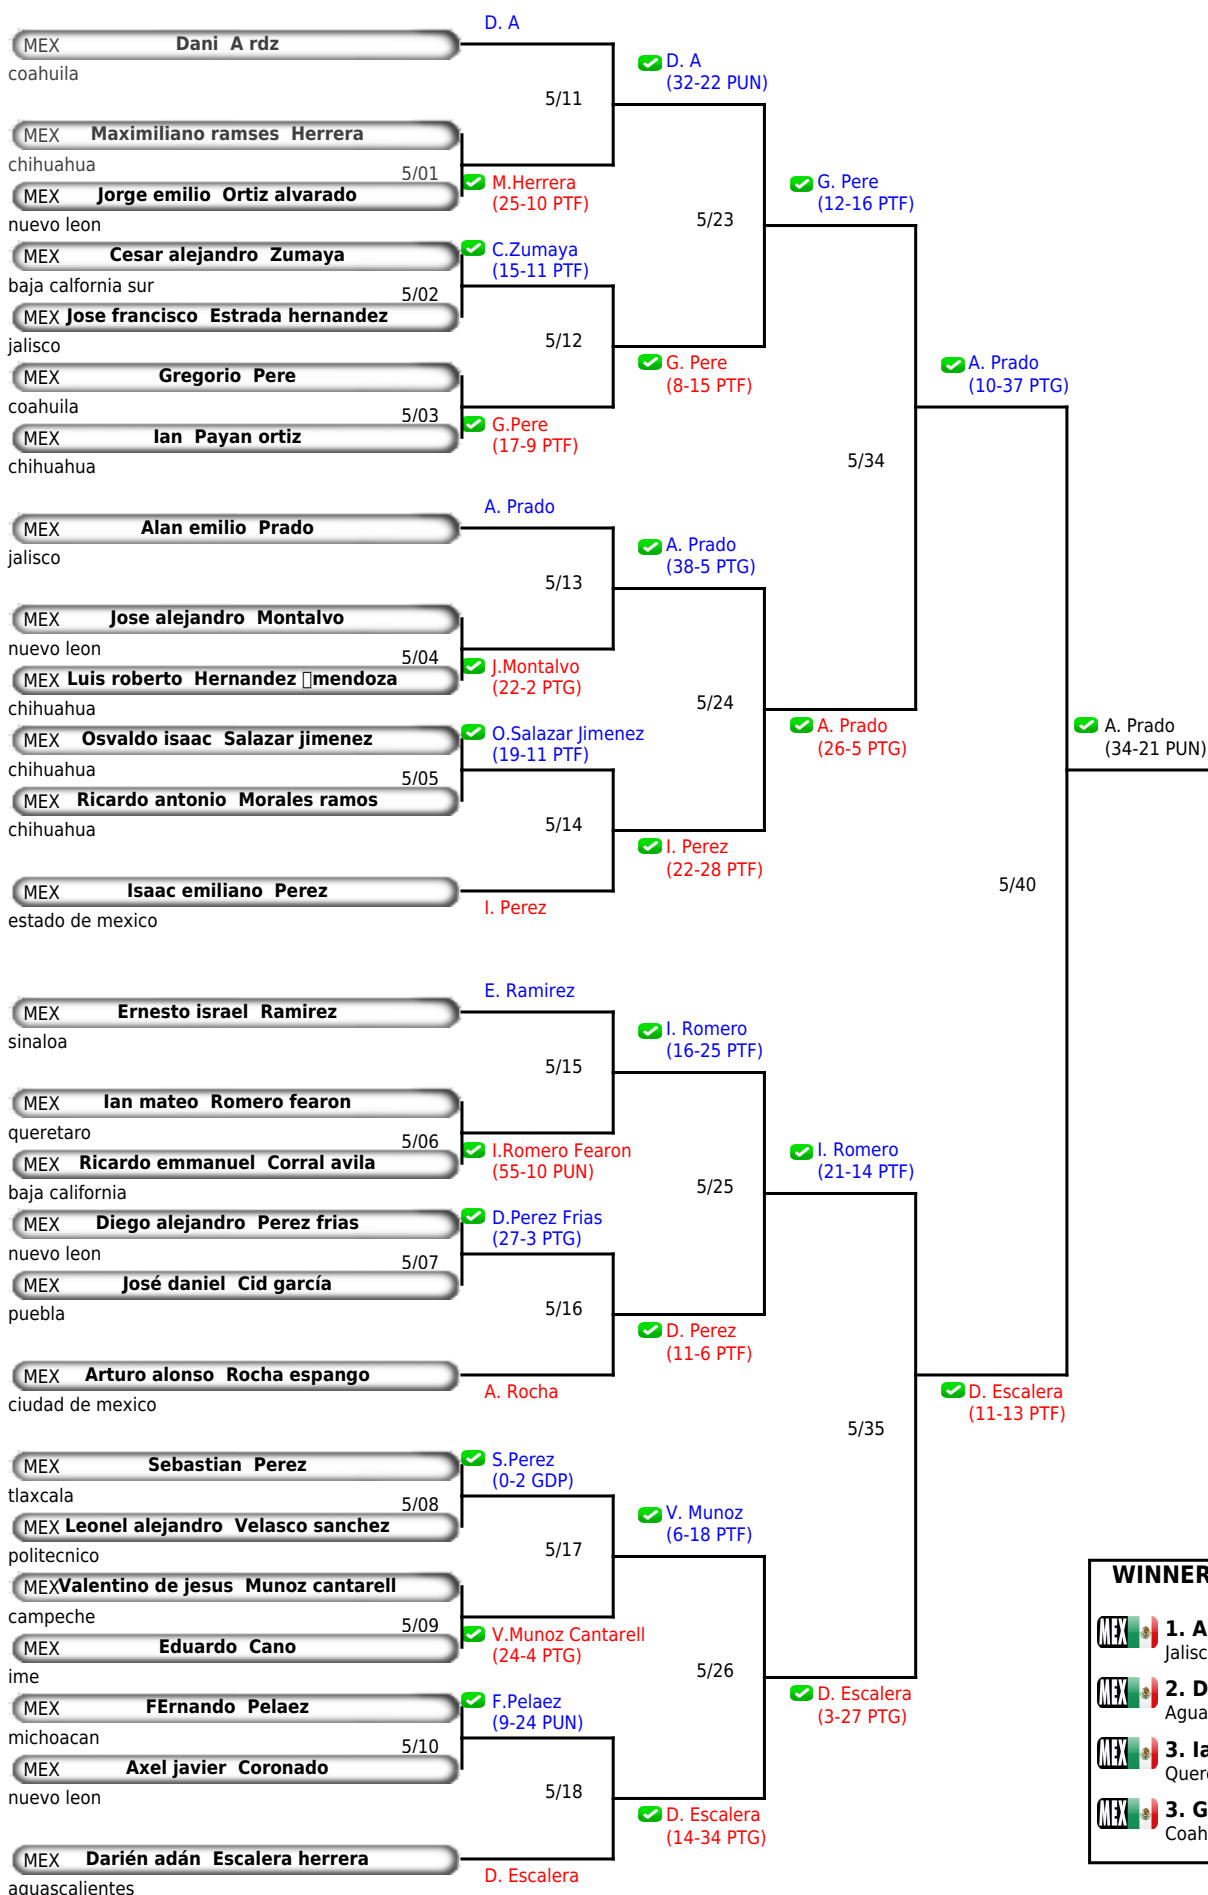 D. A
MEX Dani A rdz
coahuila
D. A
(32-22 PUN)
5/11
MEX Maximiliano ramses Herrera
chihuahua
5/01
M.Herrera
(25-10 PTF)
MEX Jorge emilio Ortiz alvarado
nuevo leon
5/23
G. Pere
(12-16 PTF)
MEX Cesar alejandro Zumaya
baja calfornia sur
C.Zumaya
(15-11 PTF)
5/02
MEX Jose francisco Estrada hernandez
jalisco
5/12
G. Pere
(8-15 PTF)
MEX Gregorio Pere
coahuila
5/03
G.Pere
(17-9 PTF)
MEX Ian Payan ortiz
chihuahua
A. Prado
(10-37 PTG)
5/34
A. Prado
MEX Alan emilio Prado
jalisco
A. Prado
(38-5 PTG)
5/13
MEX Jose alejandro Montalvo
nuevo leon
5/04
J.Montalvo
(22-2 PTG)
MEX Luis roberto Hernandez mendoza
chihuahua
5/24
A. Prado
(26-5 PTG)
A. Prado
(34-21 PUN)
MEX Osvaldo isaac Salazar jimenez
chihuahua
O.Salazar Jimenez
(19-11 PTF)
5/05
MEX Ricardo antonio Morales ramos
chihuahua
5/14
I. Perez
(22-28 PTF)
MEX Isaac emiliano Perez
estado de mexico
I. Perez
5/40
E. Ramirez
MEX Ernesto israel Ramirez
sinaloa
I. Romero
(16-25 PTF)
5/15
MEX Ian mateo Romero fearon
queretaro
5/06
I.Romero Fearon
(55-10 PUN)
MEX Ricardo emmanuel Corral avila
baja california
5/25
I. Romero
(21-14 PTF)
MEX Diego alejandro Perez frias
nuevo leon
D.Perez Frias
(27-3 PTG)
5/07
MEX José daniel Cid garcía
puebla
5/16
D. Perez
(11-6 PTF)
MEX Arturo alonso Rocha espango
ciudad de mexico
A. Rocha
D. Escalera
(11-13 PTF)
5/35
MEX Sebastian Perez
tlaxcala
S.Perez
(0-2 GDP)
5/08
MEX Leonel alejandro Velasco sanchez
politecnico
V. Munoz
(6-18 PTF)
5/17
MEX Valentino de jesus Munoz cantarell
campeche
5/09
V.Munoz Cantarell
(24-4 PTG)
MEX Eduardo Cano
ime
5/26
D. Escalera
(3-27 PTG)
MEX FErnando Pelaez
michoacan
F.Pelaez
(9-24 PUN)
5/10
MEX Axel javier Coronado
nuevo leon
5/18
D. Escalera
(14-34 PTG)
MEX Darién adán Escalera herrera
aguascalientes
D. Escalera
WINNER
MEX 1. A
Jalisc
MEX 2. D
Agua
MEX 3. Ia
Quer
MEX 3. G
Coah